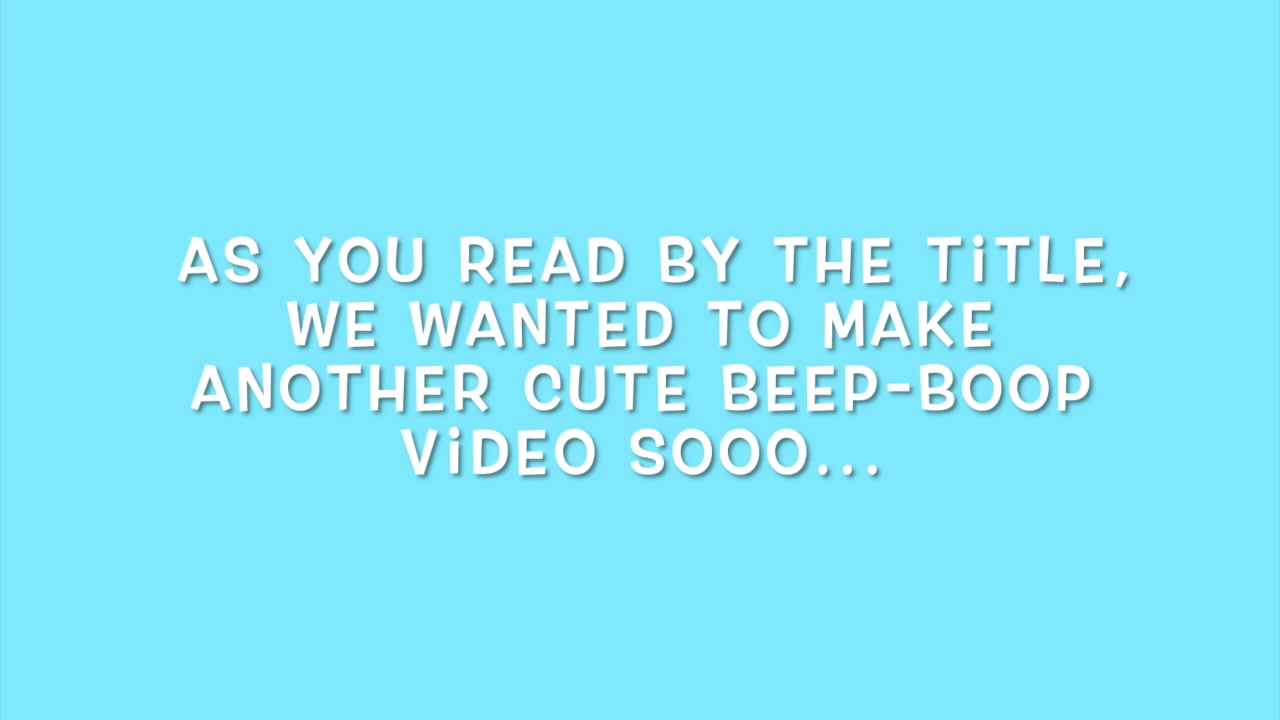 AS YOU READ BY THE TiTLE,
WE WANTED TO MAKE
ANOTHER CUTE BEEP-BOOP
ViDEO SOOO...